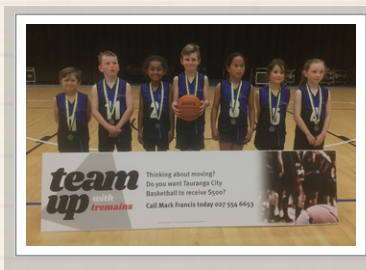 team
up with
tremains
Thinking about moving?
Do you want Tauranga City
Basketball to receive $500?
Call Mark Francis today 027 554 6653